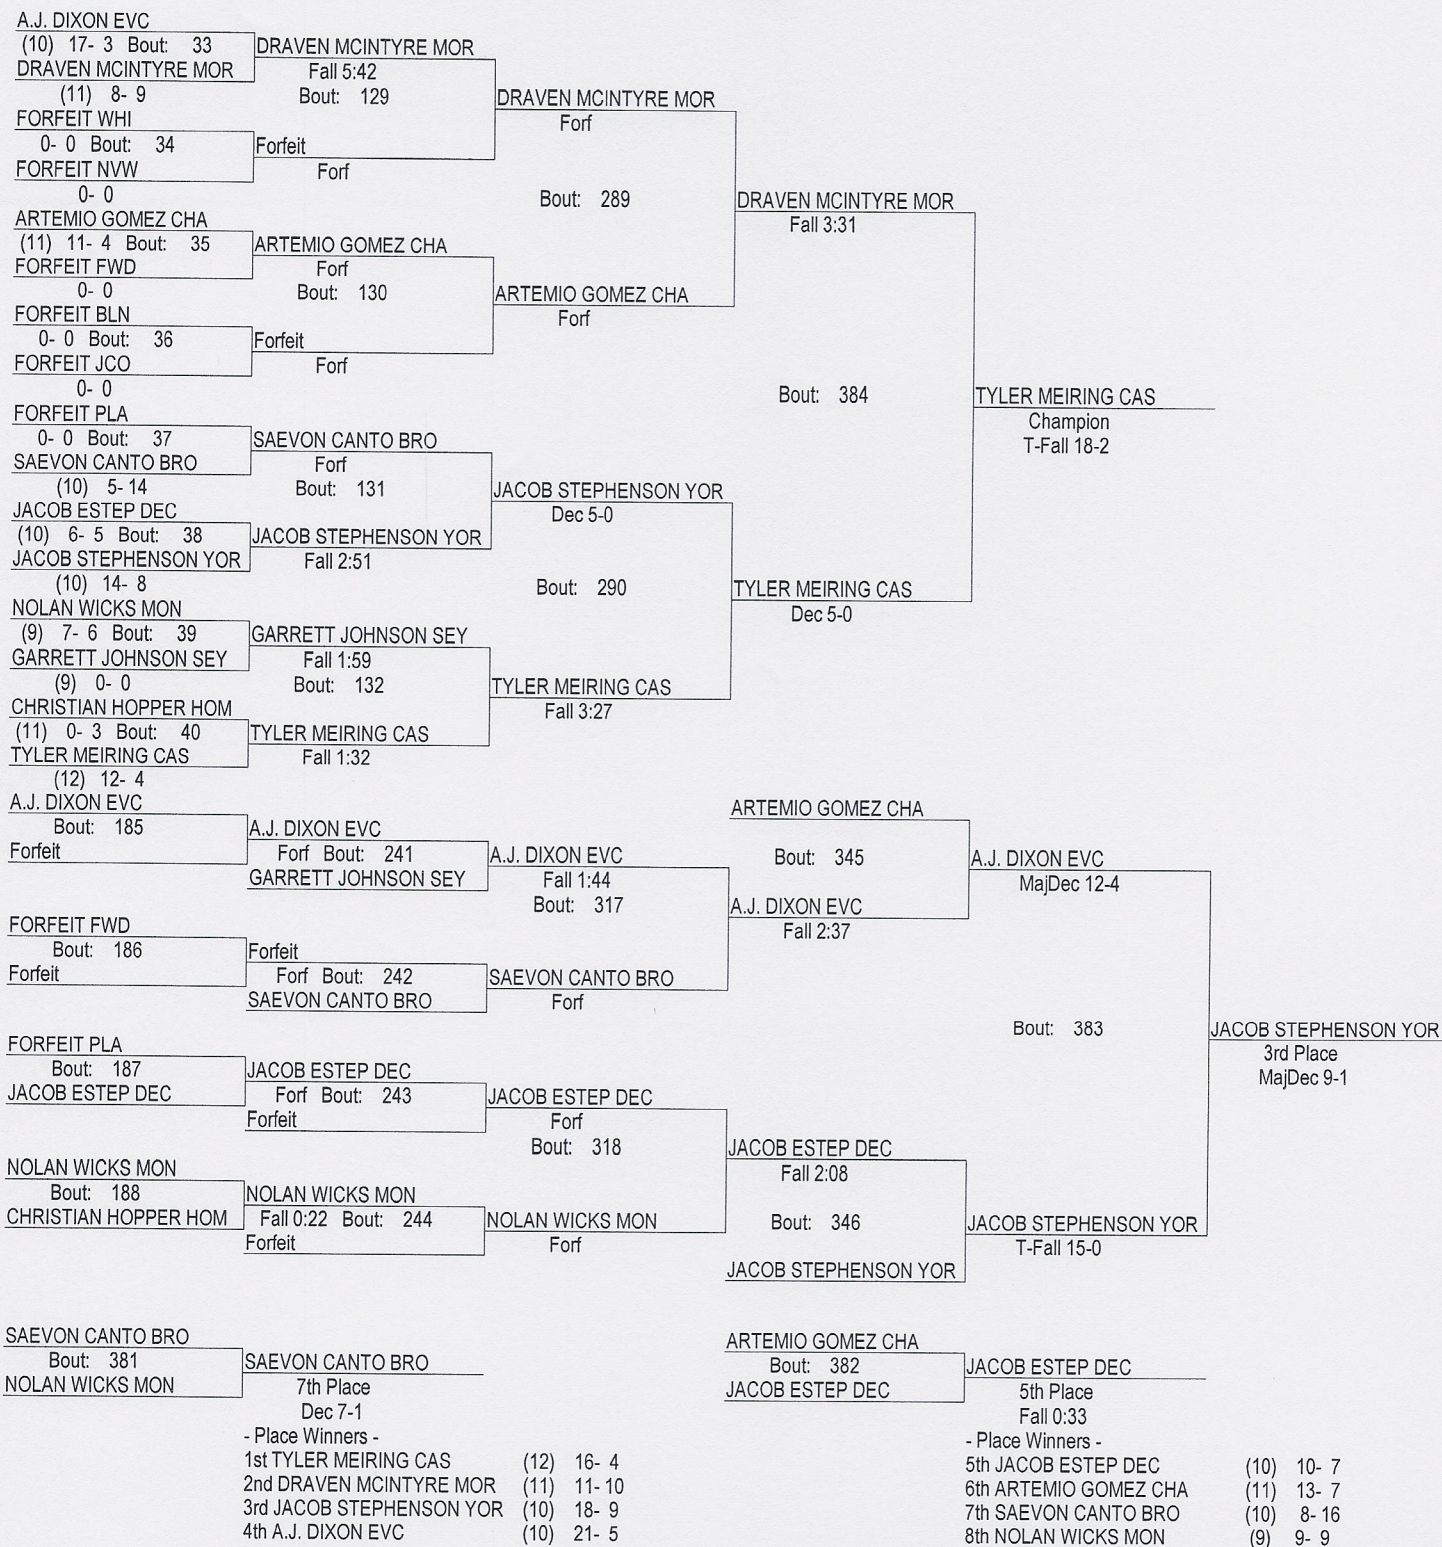 A.J. DIXON EVC
(10) 17- 3 Bout: 33
DRAVEN MCINTYRE MOR
(11) 8- 9
FORFEIT WHI
0- 0 Bout: 34
FORFEIT NVW
0- 0
ARTEMIO GOMEZ CHA
(11) 11- 4 Bout: 35
FORFEIT FWD
0- 0
FORFEIT BLN
0- 0 Bout: 36
FORFEIT JCO
0- 0
FORFEIT PLA
0- 0 Bout: 37
SAEVON CANTO BRO
(10) 5- 14
JACOB ESTEP DEC
(10) 6- 5 Bout: 38
JACOB STEPHENSON YOR
(10) 14- 8
NOLAN WICKS MON
(9) 7- 6 Bout: 39
GARRETT JOHNSON SEY
(9) 0- 0
CHRISTIAN HOPPER HOM
(11) 0- 3 Bout: 40
TYLER MEIRING CAS
(12) 12- 4
DRAVEN MCINTYRE MOR
Fall 5:42
Bout: 129
Forfeit
Forf
ARTEMIO GOMEZ CHA
Forf
Bout: 130
Forfeit
Forf
SAEVON CANTO BRO
Forf
Bout: 131
JACOB STEPHENSON YOR
Fall 2:51
GARRETT JOHNSON SEY
Fall 1:59
Bout: 132
TYLER MEIRING CAS
Fall 1:32
DRAVEN MCINTYRE MOR
Forf
Bout: 289
ARTEMIO GOMEZ CHA
Forf
JACOB STEPHENSON YOR
Dec 5-0
Bout: 290
TYLER MEIRING CAS
Fall 3:27
DRAVEN MCINTYRE MOR
Fall 3:31
Bout: 384
TYLER MEIRING CAS
Dec 5-0
TYLER MEIRING CAS
Champion
T-Fall 18-2
A.J. DIXON EVC
Bout: 185
Forfeit
FORFEIT FWD
Bout: 186
Forfeit
FORFEIT PLA
Bout: 187
JACOB ESTEP DEC
NOLAN WICKS MON
Bout: 188
CHRISTIAN HOPPER HOM
A.J. DIXON EVC
Forf Bout: 241
GARRETT JOHNSON SEY
Forfeit
Forf Bout: 242
SAEVON CANTO BRO
JACOB ESTEP DEC
Forf Bout: 243
Forfeit
NOLAN WICKS MON
Fall 0:22 Bout: 244
Forfeit
A.J. DIXON EVC
Fall 1:44
Bout: 317
SAEVON CANTO BRO
Forf
JACOB ESTEP DEC
Forf
Bout: 318
NOLAN WICKS MON
Forf
ARTEMIO GOMEZ CHA
Bout: 345
A.J. DIXON EVC
Fall 2:37
JACOB ESTEP DEC
Fall 2:08
Bout: 346
JACOB STEPHENSON YOR
A.J. DIXON EVC
MajDec 12-4
Bout: 383
JACOB STEPHENSON YOR
T-Fall 15-0
JACOB STEPHENSON YOR
3rd Place
MajDec 9-1
SAEVON CANTO BRO
Bout: 381
NOLAN WICKS MON
SAEVON CANTO BRO
7th Place
Dec 7-1
ARTEMIO GOMEZ CHA
Bout: 382
JACOB ESTEP DEC
JACOB ESTEP DEC
5th Place
Fall 0:33
- Place Winners -
1st TYLER MEIRING CAS (12) 16- 4
2nd DRAVEN MCINTYRE MOR (11) 11- 10
3rd JACOB STEPHENSON YOR (10) 18- 9
4th A.J. DIXON EVC (10) 21- 5
- Place Winners -
5th JACOB ESTEP DEC (10) 10- 7
6th ARTEMIO GOMEZ CHA (11) 13- 7
7th SAEVON CANTO BRO (10) 8- 16
8th NOLAN WICKS MON (9) 9- 9